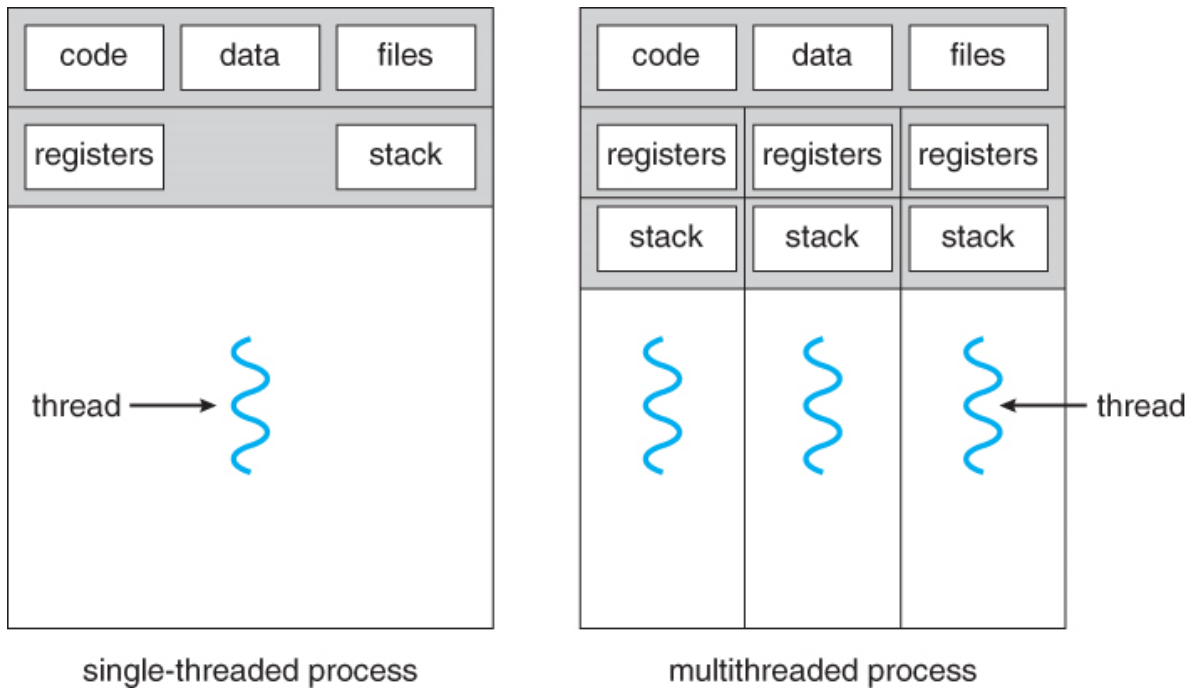 code data files code data files
registers stack registers registers registers
stack stack stack
thread thread
single-threaded process multithreaded process